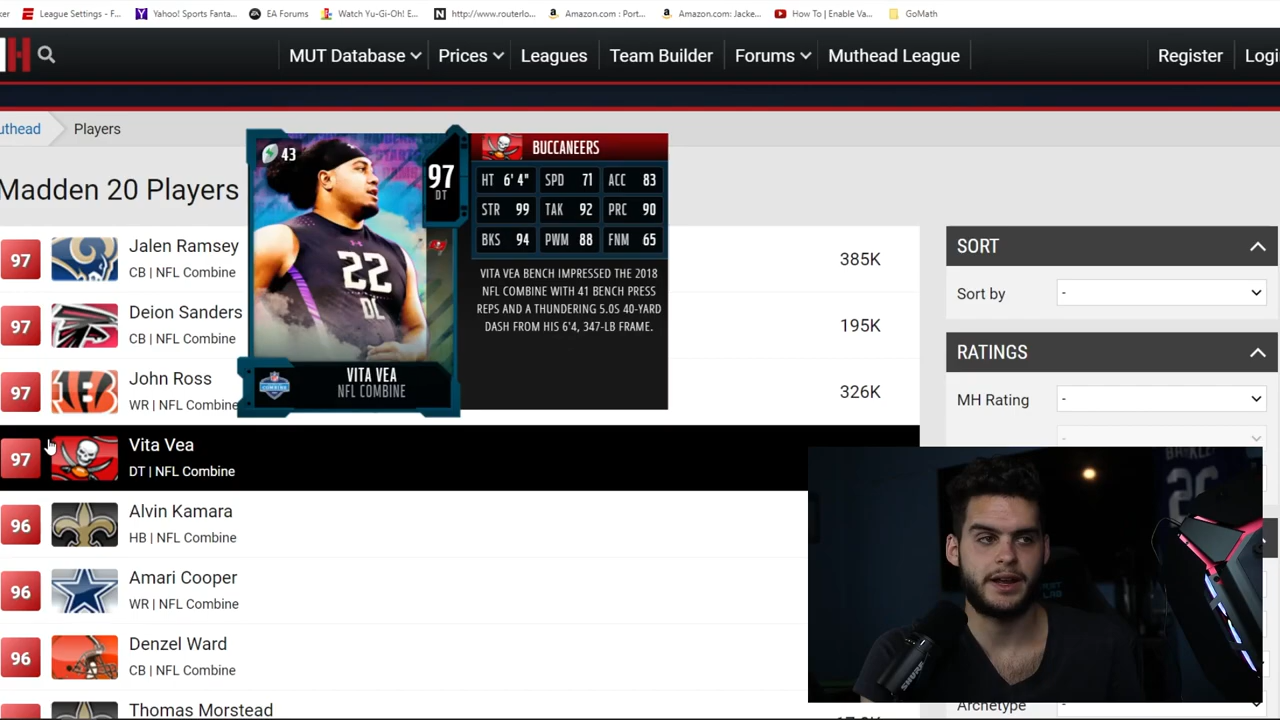 League Settings - F...
Yahoo! Sports Fanta...
EA Forums
Watch Yu-Gi-Oh! E...
http://www.routerlo...
Amazon.com : Port...
Amazon.com: Jacke...
How To | Enable Va...
GoMath
H
MUT Database
Prices
Leagues
Team Builder
Forums
Muthead League
Register
Logi
uthead
Players
Madden 20 Players
43
97
DT
VITA VEA
NFL COMBINE
22
DL
BUCCANEERS
HT 6' 4" SPD 71 ACC 83
STR 99 TAK 92 PRC 90
BKS 94 PWM 88 FNM 65
VITA VEA BENCH IMPRESSED THE 2018
NFL COMBINE WITH 41 BENCH PRESS
REPS AND A THUNDERING 5.0S 40-YARD
DASH FROM HIS 6'4, 347-LB FRAME.
97
Jalen Ramsey
CB | NFL Combine
385K
97
Deion Sanders
CB | NFL Combine
195K
97
John Ross
WR | NFL Combine
326K
97
Vita Vea
DT | NFL Combine
96
Alvin Kamara
HB | NFL Combine
96
Amari Cooper
WR | NFL Combine
96
Denzel Ward
CB | NFL Combine
Thomas Morstead
SORT
Sort by -
RATINGS
MH Rating -
-
Archetype -